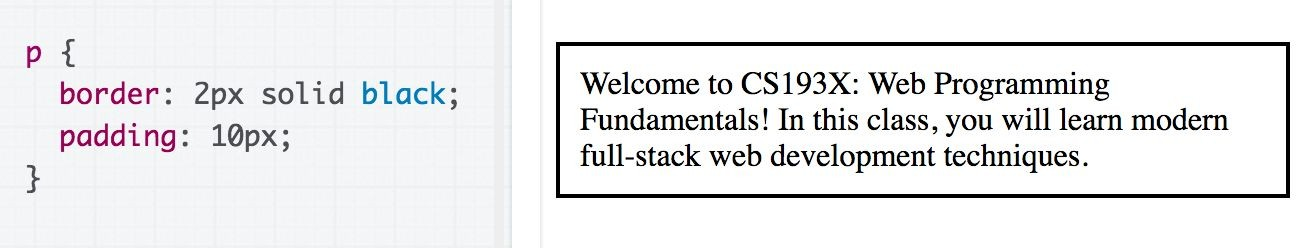 p {
  border: 2px solid black;
  padding: 10px;
}
Welcome to CS193X: Web Programming
Fundamentals! In this class, you will learn modern
full-stack web development techniques.